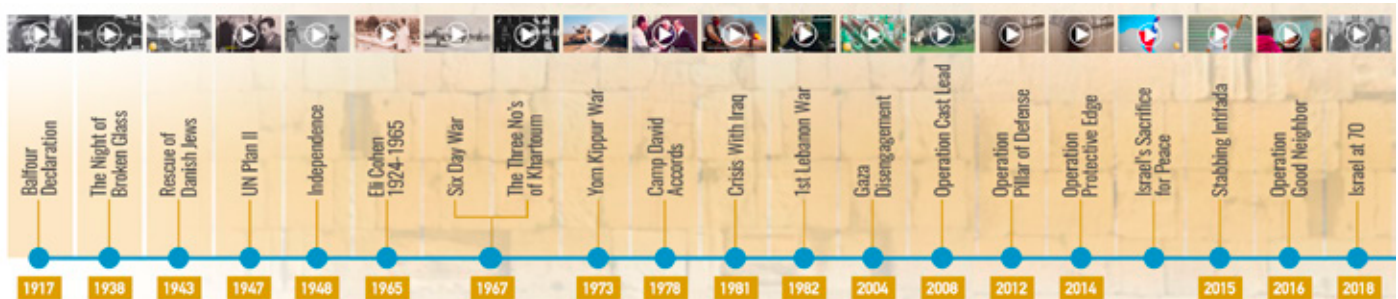 Balfour
Declaration
The Night of
Broken Glass
Rescue of
Danish Jews
UN Plan II
Independence
Eli Cohen
1924-1965
Six Day War
The Three No's
of Khartoum
Yom Kippur War
Camp David
Accords
Crisis With Iraq
1st Lebanon War
Gaza
Disengagement
Operation Cast Lead
Operation
Pillar of Defense
Operation
Protective Edge
Israel's Sacrifice
for Peace
Stabbing Intifada
Operation
Good Neighbor
Israel at 70
1917
1938
1943
1947
1948
1965
1967
1973
1978
1981
1982
2004
2008
2012
2014
2015
2016
2018